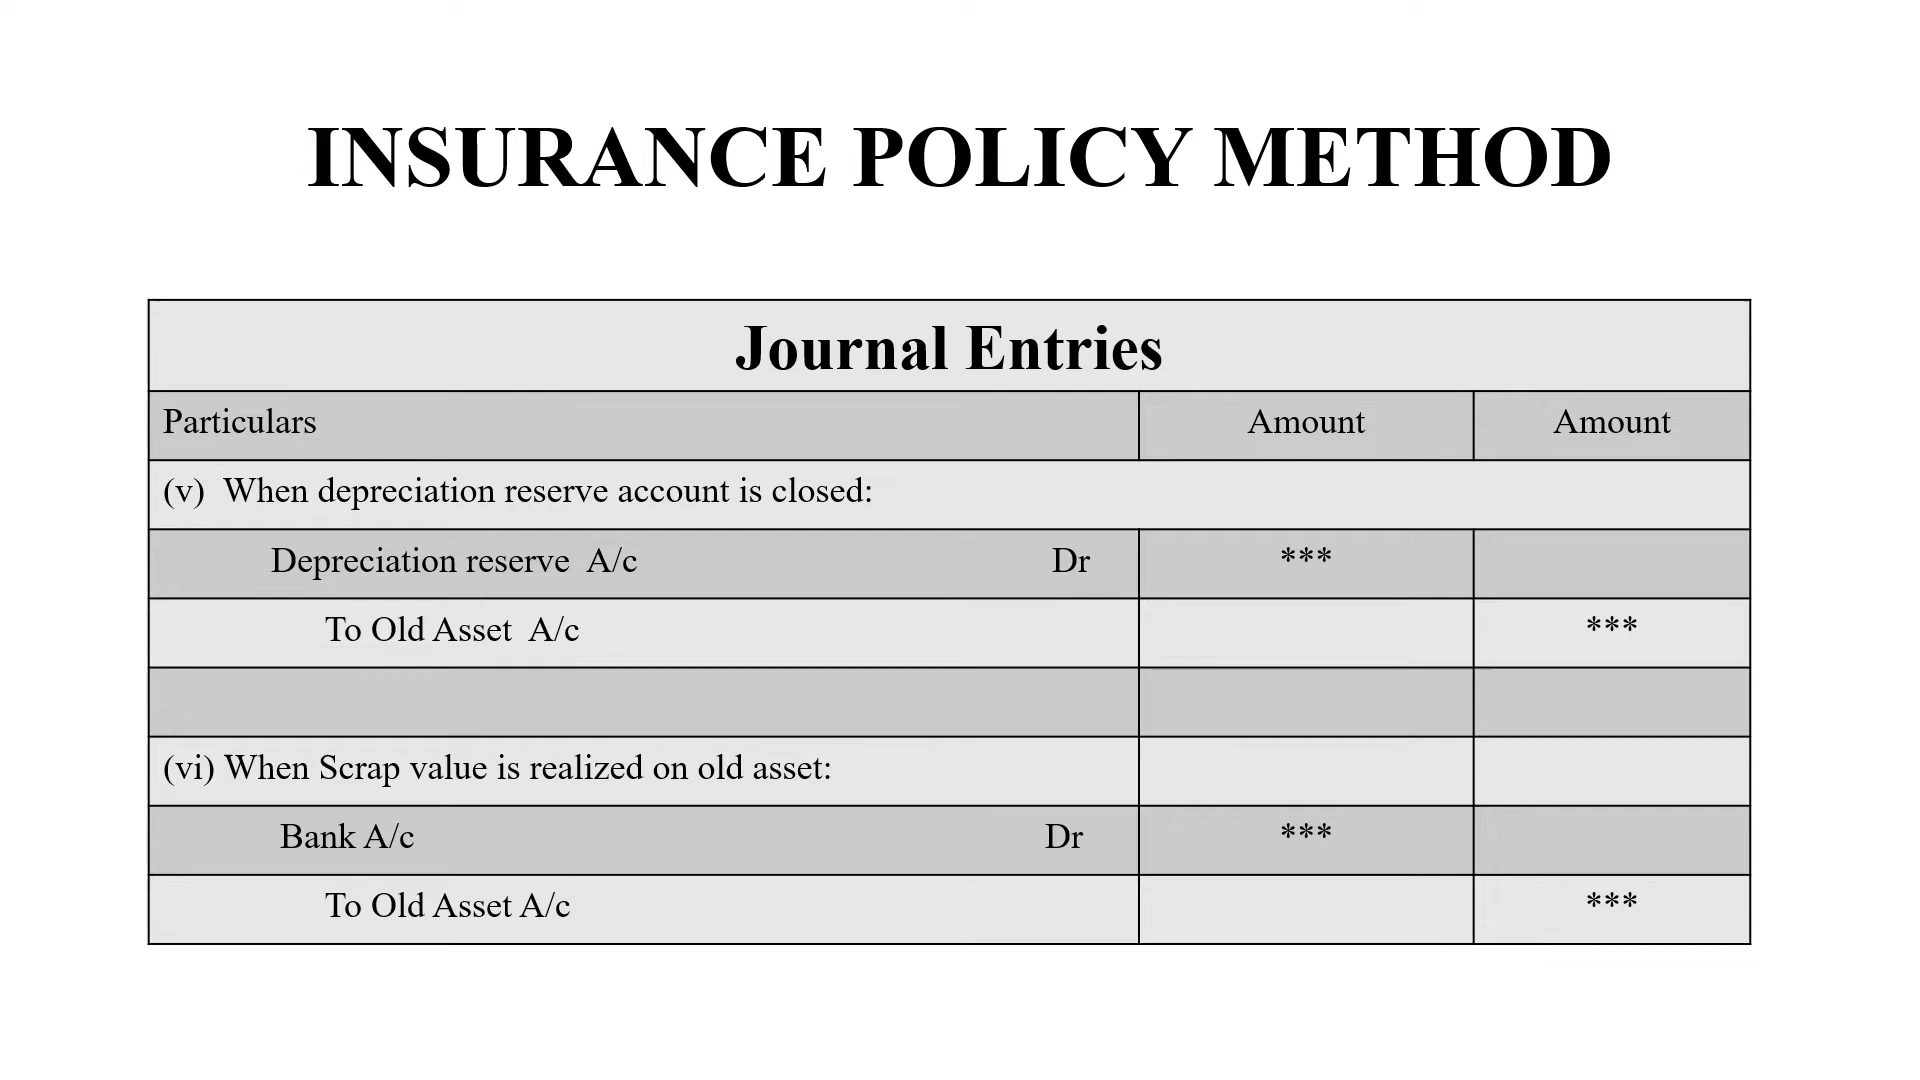 INSURANCE POLICY METHOD
Journal Entries
Particulars Amount Amount
(v) When depreciation reserve account is closed:
Depreciation reserve A/c Dr ***
To Old Asset A/c ***
(vi) When Scrap value is realized on old asset:
Bank A/c Dr ***
To Old Asset A/c ***